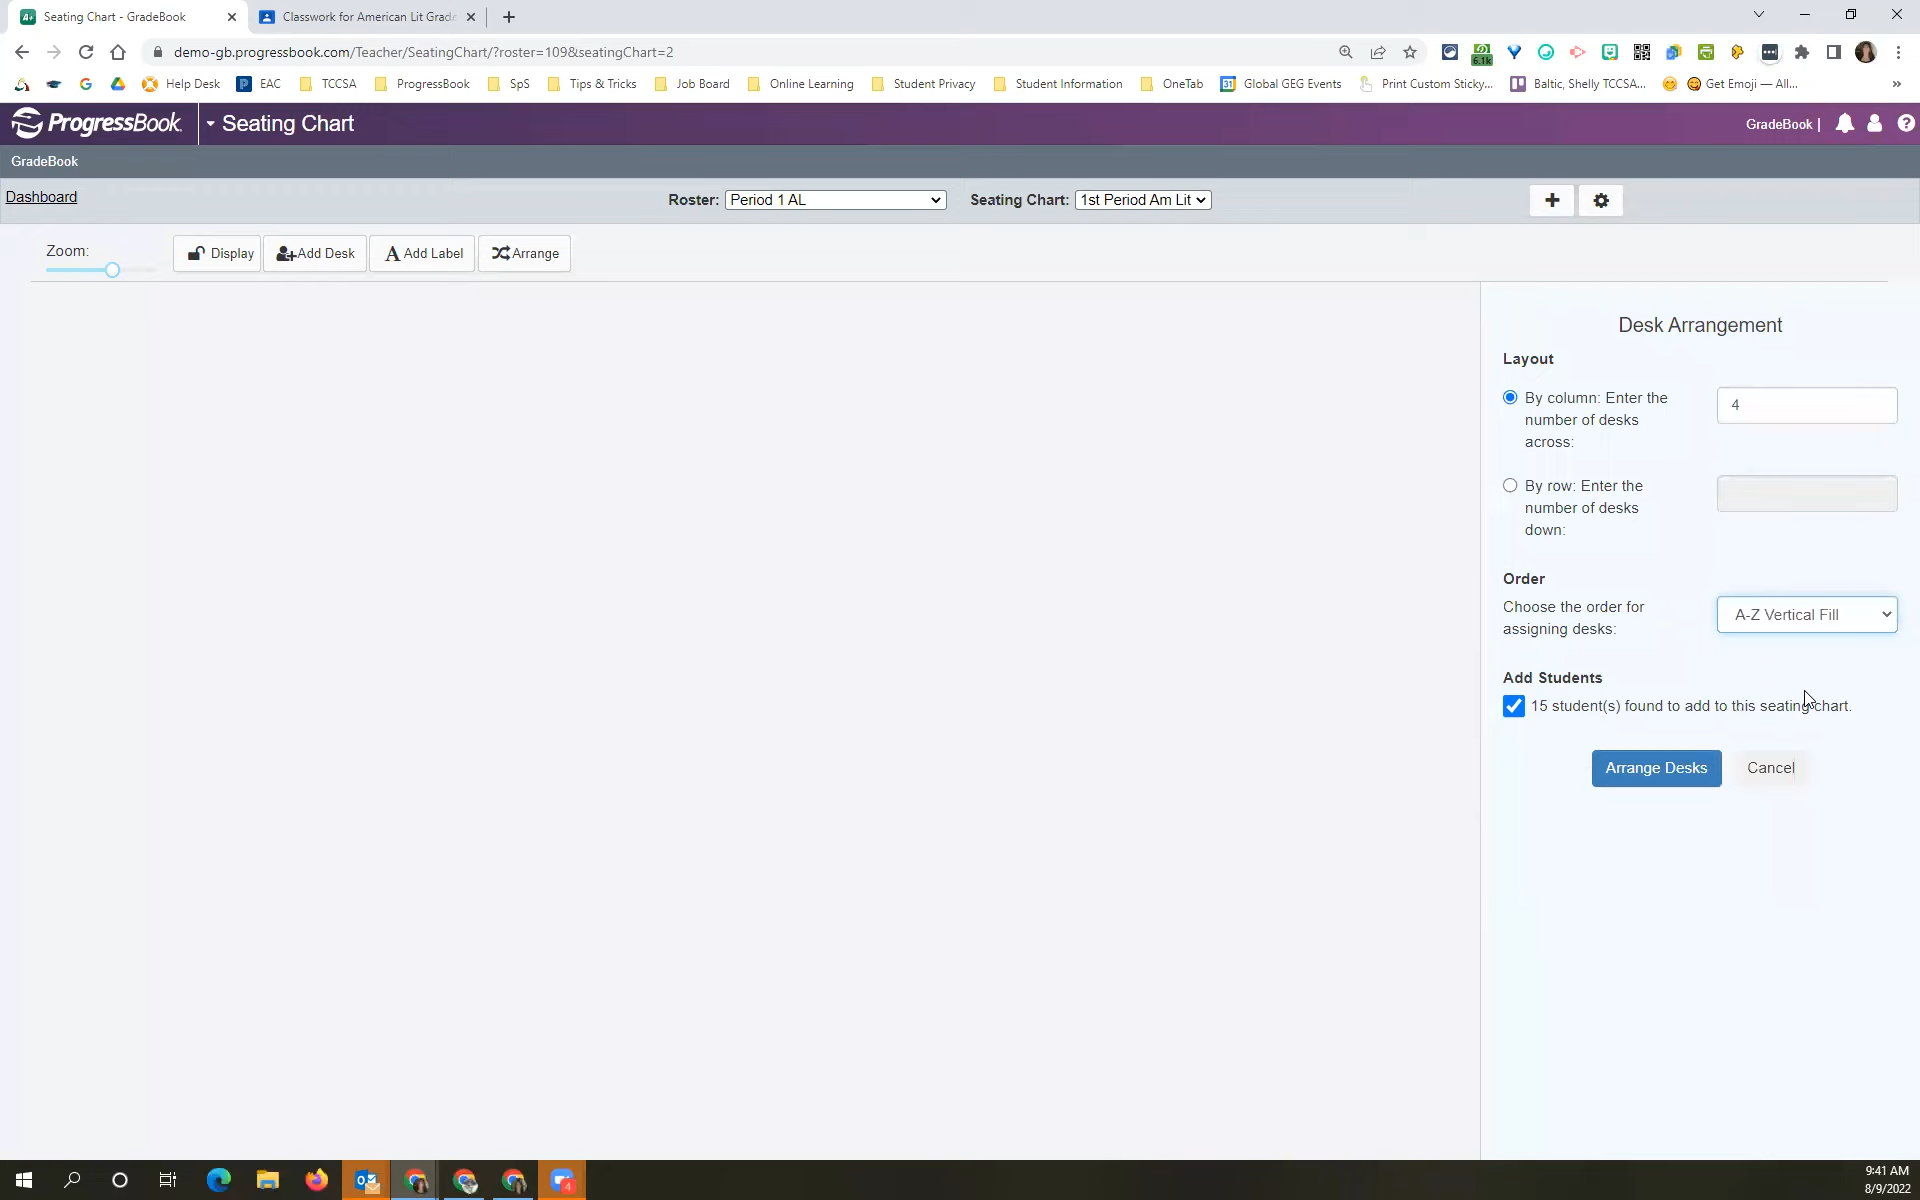 Seating Chart - GradeBook
Classwork for American Lit Grade
demo-gb.progressbook.com/Teacher/SeatingChart/?roster=109&seatingChart=2
6.1k
Help Desk
EAC
TCCSA
ProgressBook
SpS
Tips & Tricks
Job Board
Online Learning
Student Privacy
Student Information
OneTab
31
Global GEG Events
Print Custom Sticky...
Baltic, Shelly TCCSA...
Get Emoji — All...
ProgressBook
Seating Chart
GradeBook |
GradeBook
Dashboard
Roster:
Period 1 AL
Seating Chart:
1st Period Am Lit
Zoom:
Display
Add Desk
A Add Label
Arrange
Desk Arrangement
Layout
By column: Enter the
number of desks
across:
4
By row: Enter the
number of desks
down:
Order
Choose the order for
assigning desks:
A-Z Vertical Fill
Add Students
15 student(s) found to add to this seating chart.
Arrange Desks
Cancel
4
9:41 AM
8/9/2022